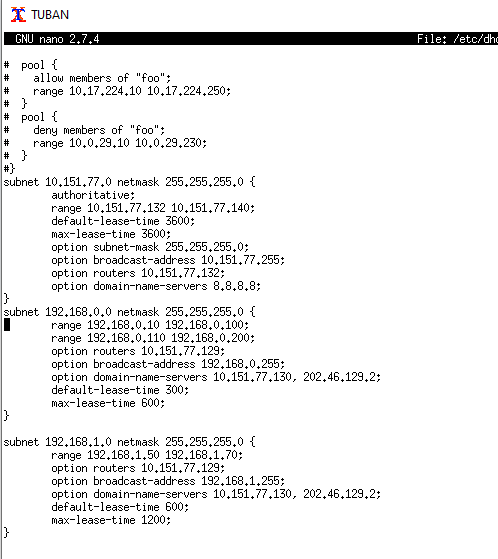 TUBAN
GNU nano 2.7.4 File: /etc/dhc
#  pool {
#    allow members of "foo";
#    range 10.17.224.10 10.17.224.250;
#  }
#  pool {
#    deny members of "foo";
#    range 10.0.29.10 10.0.29.230;
#  }
#}
subnet 10.151.77.0 netmask 255.255.255.0 {
        authoritative;
        range 10.151.77.132 10.151.77.140;
        default-lease-time 3600;
        max-lease-time 3600;
        option subnet-mask 255.255.255.0;
        option broadcast-address 10.151.77.255;
        option routers 10.151.77.132;
        option domain-name-servers 8.8.8.8;
}
subnet 192.168.0.0 netmask 255.255.255.0 {
        range 192.168.0.10 192.168.0.100;
        range 192.168.0.110 192.168.0.200;
        option routers 10.151.77.129;
        option broadcast-address 192.168.0.255;
        option domain-name-servers 10.151.77.130, 202.46.129.2;
        default-lease-time 300;
        max-lease-time 600;
}
subnet 192.168.1.0 netmask 255.255.255.0 {
        range 192.168.1.50 192.168.1.70;
        option routers 10.151.77.129;
        option broadcast-address 192.168.1.255;
        option domain-name-servers 10.151.77.130, 202.46.129.2;
        default-lease-time 600;
        max-lease-time 1200;
}